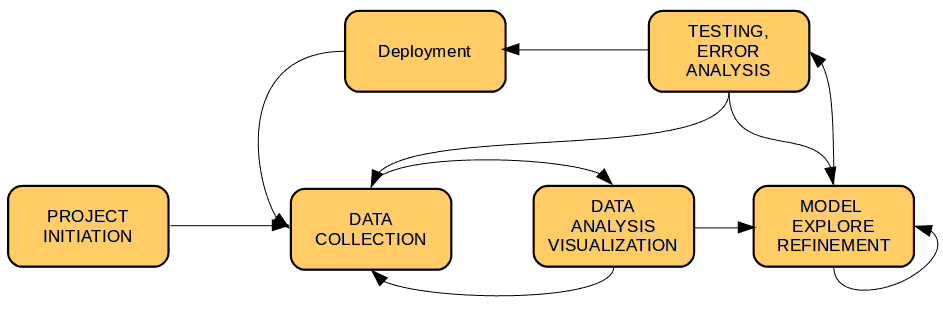 Deployment
TESTING,
ERROR
ANALYSIS
PROJECT
INITIATION
DATA
COLLECTION
DATA
ANALYSIS
VISUALIZATION
MODEL
EXPLORE
REFINEMENT